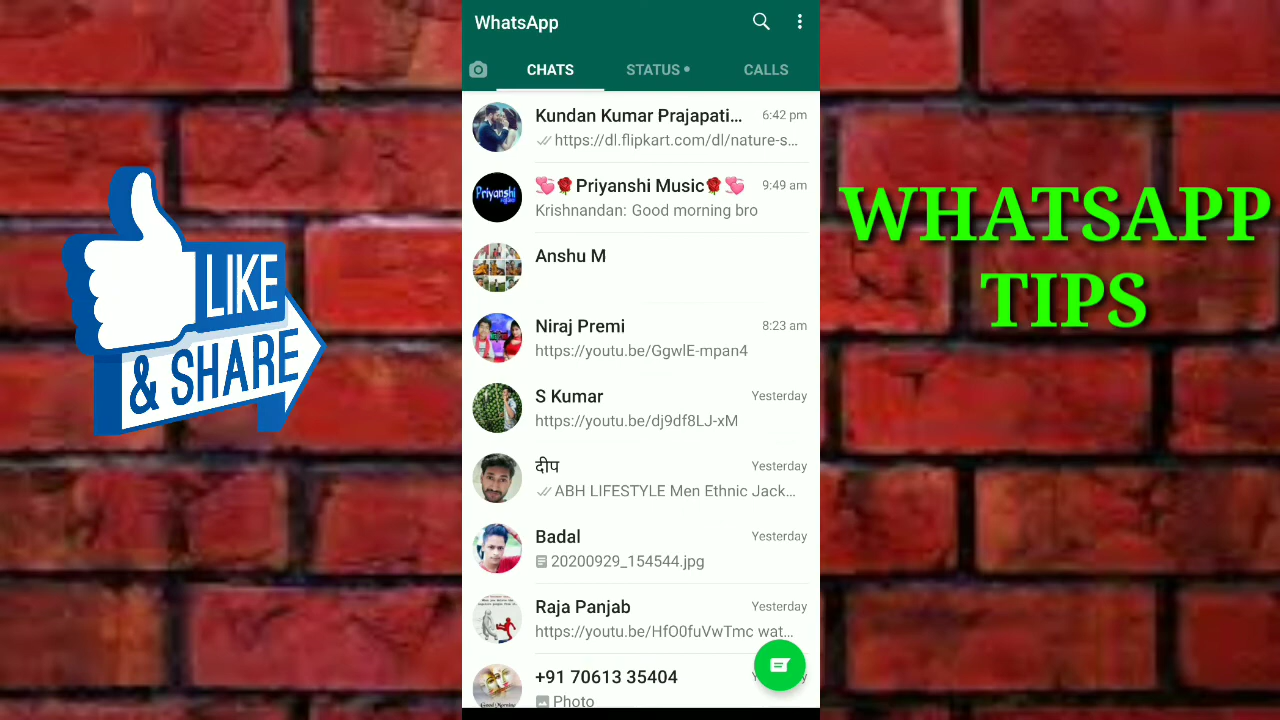 LIKE
& SHARE
WhatsApp
CHATS
STATUS
CALLS
Kundan Kumar Prajapati...
6:42 pm
https://dl.flipkart.com/dl/nature-s...
💞🌹Priyanshi Music🌹💞
9:49 am
Krishnandan: Good morning bro
Priyanshi
Anshu M
Niraj Premi
8:23 am
https://youtu.be/GgwlE-mpan4
S Kumar
Yesterday
https://youtu.be/dj9df8LJ-xM
दीप
Yesterday
ABH LIFESTYLE Men Ethnic Jack...
Badal
Yesterday
20200929_154544.jpg
Raja Panjab
Yesterday
https://youtu.be/HfO0fuVwTmc wat...
+91 70613 35404
Photo
Good Morning
WHATSAPP
TIPS